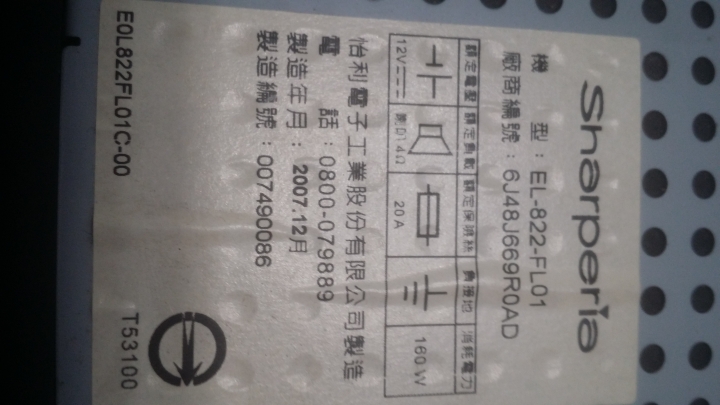 Sharperia
機 型：EL-822-FL01
廠商編號：6J48J669R0AD
額定電壓 額定負載 額定保險絲 負接地 消耗電力
12V 喇叭4Ω 20A 160W
怡利電子工業股份有限公司製造
電 話：0800-079889
製造年月：2007.12月
製造編號：007490086
E0L822FL01C-00 T53100